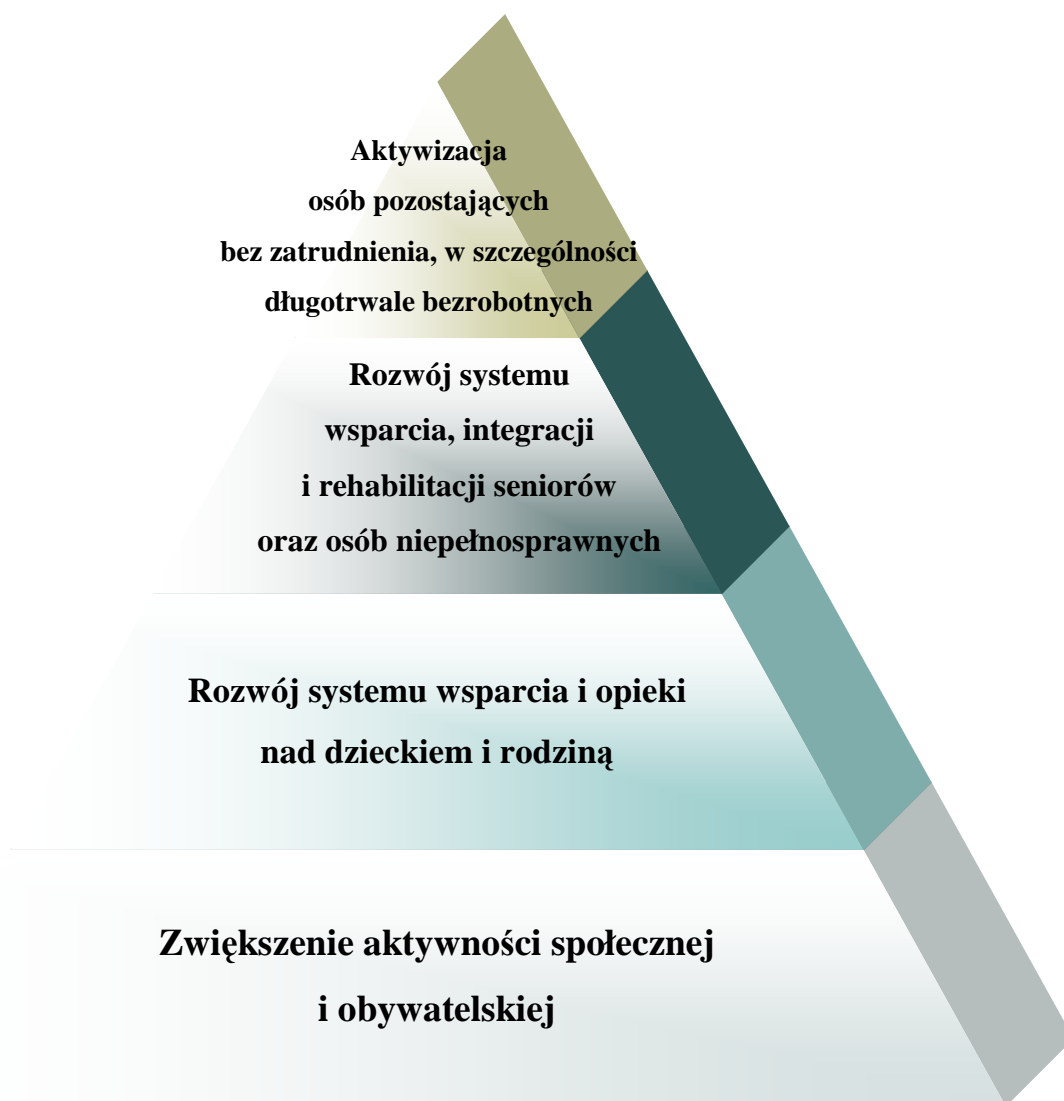 Aktywizacja
osób pozostających
bez zatrudnienia, w szczególności
długotrwale bezrobotnych
Rozwój systemu
wsparcia, integracji
i rehabilitacji seniorów
oraz osób niepełnosprawnych
Rozwój systemu wsparcia i opieki
nad dzieckiem i rodziną
Zwiększenie aktywności społecznej
i obywatelskiej